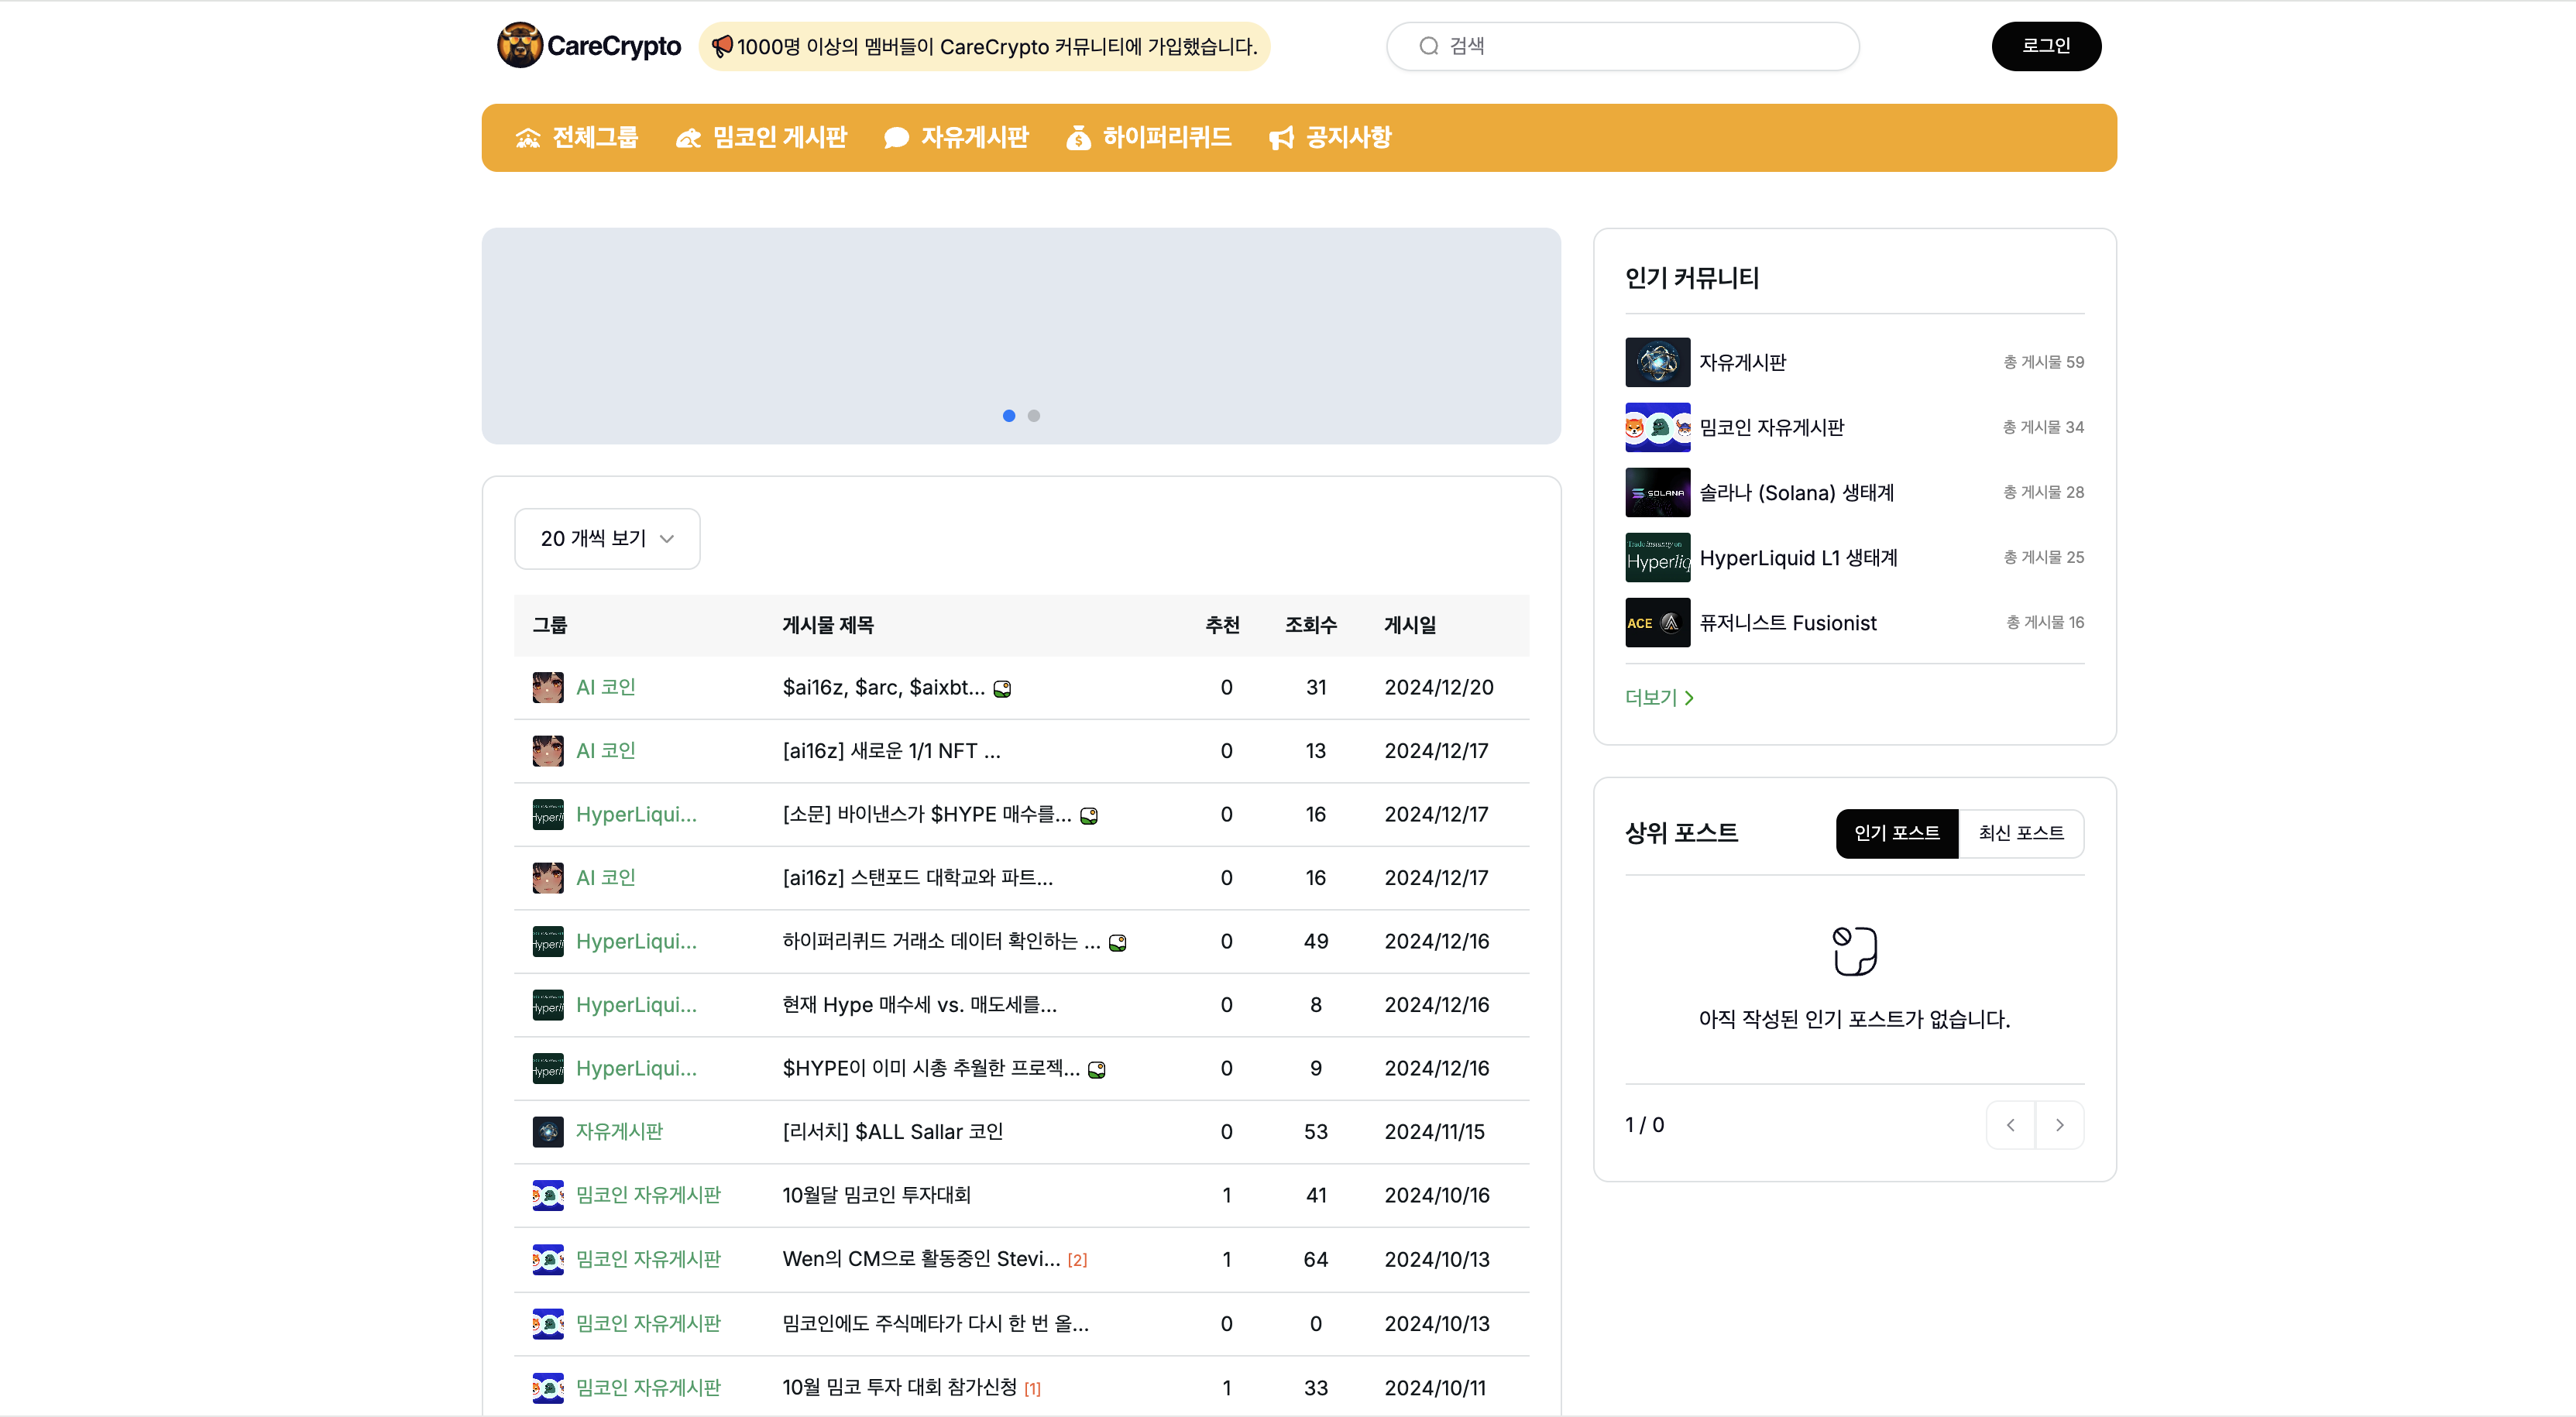 CareCrypto
1000명 이상의 멤버들이 CareCrypto 커뮤니티에 가입했습니다.
검색
로그인
전체그룹 밈코인 게시판 자유게시판 하이퍼리퀴드 공지사항
인기 커뮤니티
자유게시판 총 게시물 59
밈코인 자유게시판 총 게시물 34
SOLANA
솔라나 (Solana) 생태계 총 게시물 28
Hyperliq
HyperLiquid L1 생태계 총 게시물 25
ACE
퓨저니스트 Fusionist 총 게시물 16
더보기
20 개씩 보기
그룹 게시물 제목 추천 조회수 게시일
AI 코인 $ai16z, $arc, $aixbt... 0 31 2024/12/20
AI 코인 [ai16z] 새로운 1/1 NFT ... 0 13 2024/12/17
HyperLiqui... [소문] 바이낸스가 $HYPE 매수를... 0 16 2024/12/17
AI 코인 [ai16z] 스탠포드 대학교와 파트... 0 16 2024/12/17
HyperLiqui... 하이퍼리퀴드 거래소 데이터 확인하는 ... 0 49 2024/12/16
HyperLiqui... 현재 Hype 매수세 vs. 매도세를... 0 8 2024/12/16
HyperLiqui... $HYPE이 이미 시총 추월한 프로젝... 0 9 2024/12/16
자유게시판 [리서치] $ALL Sallar 코인 0 53 2024/11/15
밈코인 자유게시판 10월달 밈코인 투자대회 1 41 2024/10/16
밈코인 자유게시판 Wen의 CM으로 활동중인 Stevi... [2] 1 64 2024/10/13
밈코인 자유게시판 밈코인에도 주식메타가 다시 한 번 올... 0 0 2024/10/13
밈코인 자유게시판 10월 밈코 투자 대회 참가신청 [1] 1 33 2024/10/11
상위 포스트
인기 포스트 최신 포스트
아직 작성된 인기 포스트가 없습니다.
1 / 0